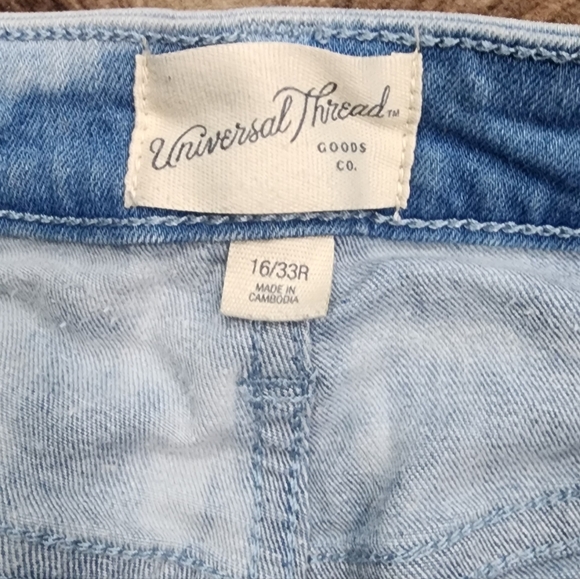 Universal Thread™
GOODS
CO.
16/33R
MADE IN
CAMBODIA